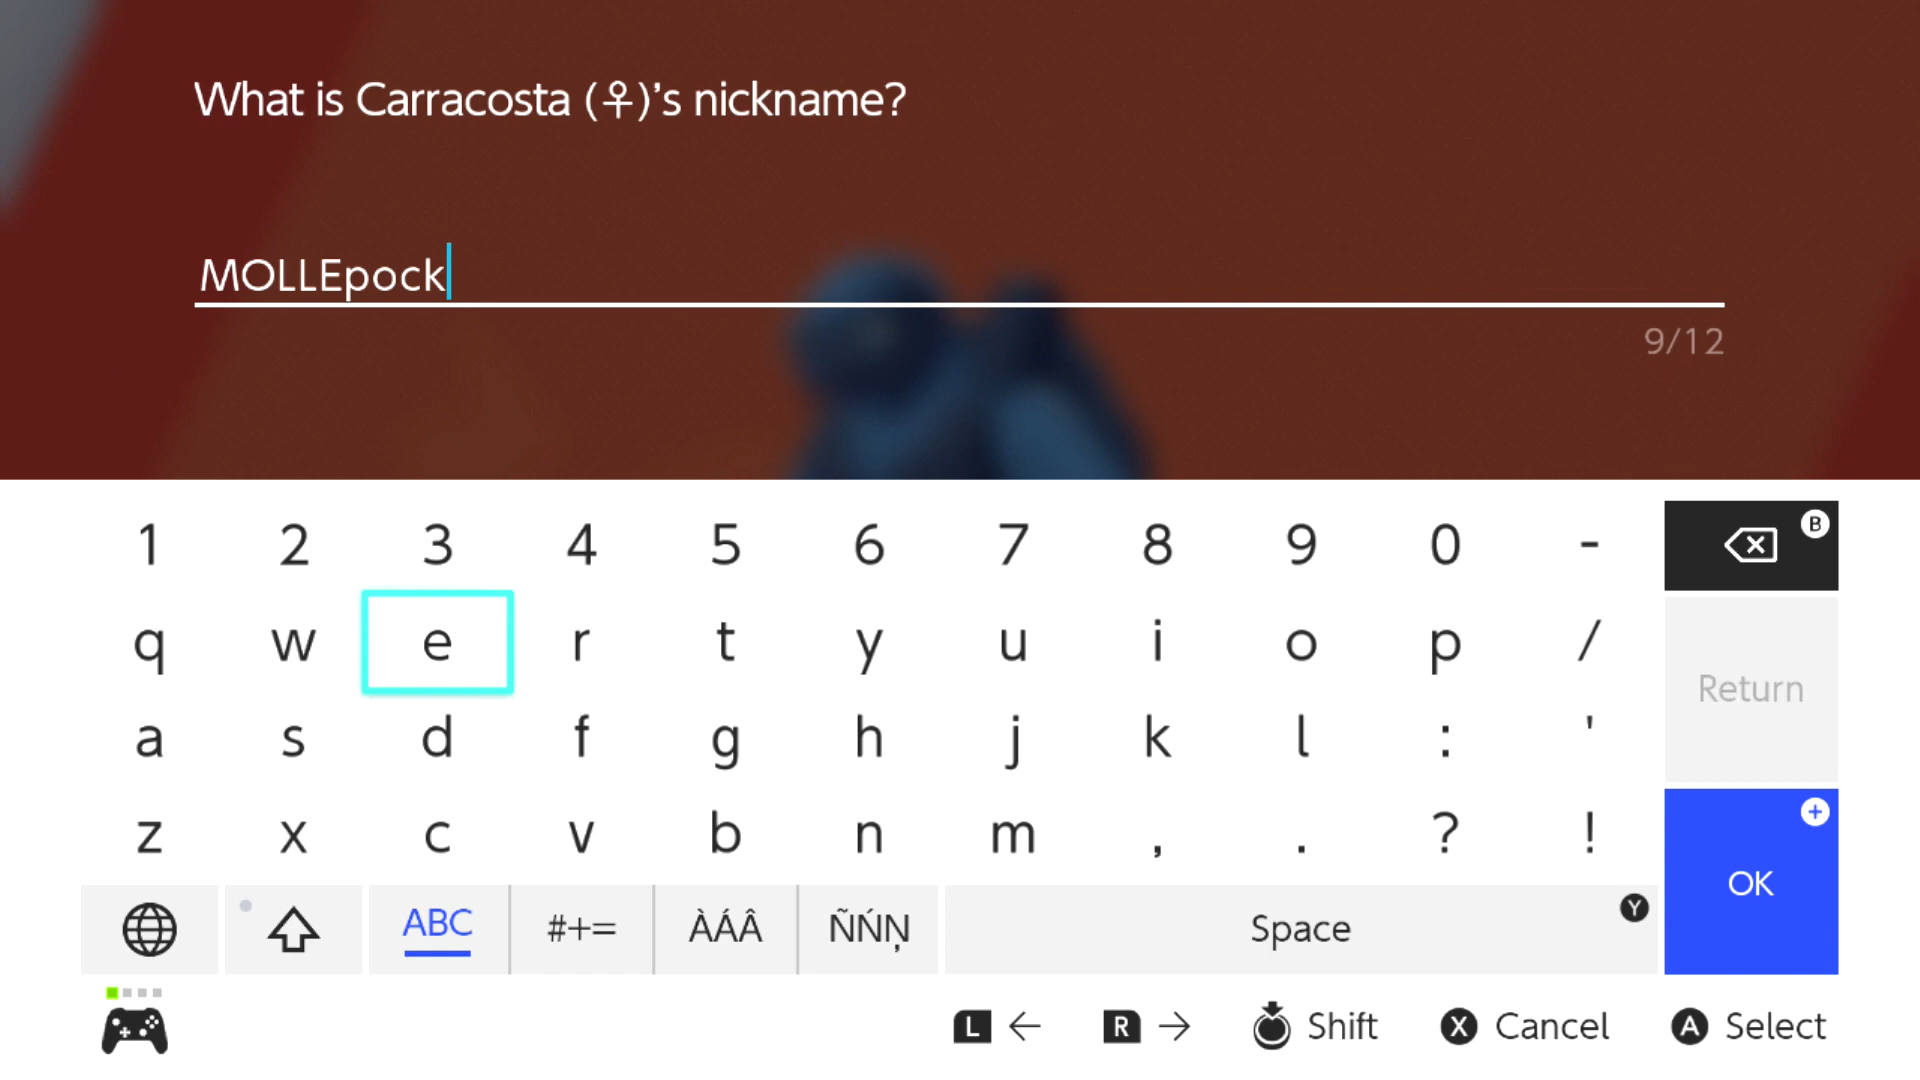 What is Carracosta (♀)’s nickname?
MOLLEpock
9/12
1 2 3 4 5 6 7 8 9 0 -
B
q w e r t y u i o p /
Return
a s d f g h j k l : '
z x c v b n m , . ? !
+
OK
ABC #+= ÀÁÂ ÑŃŅ Space Y
L ← R → Shift X Cancel A Select